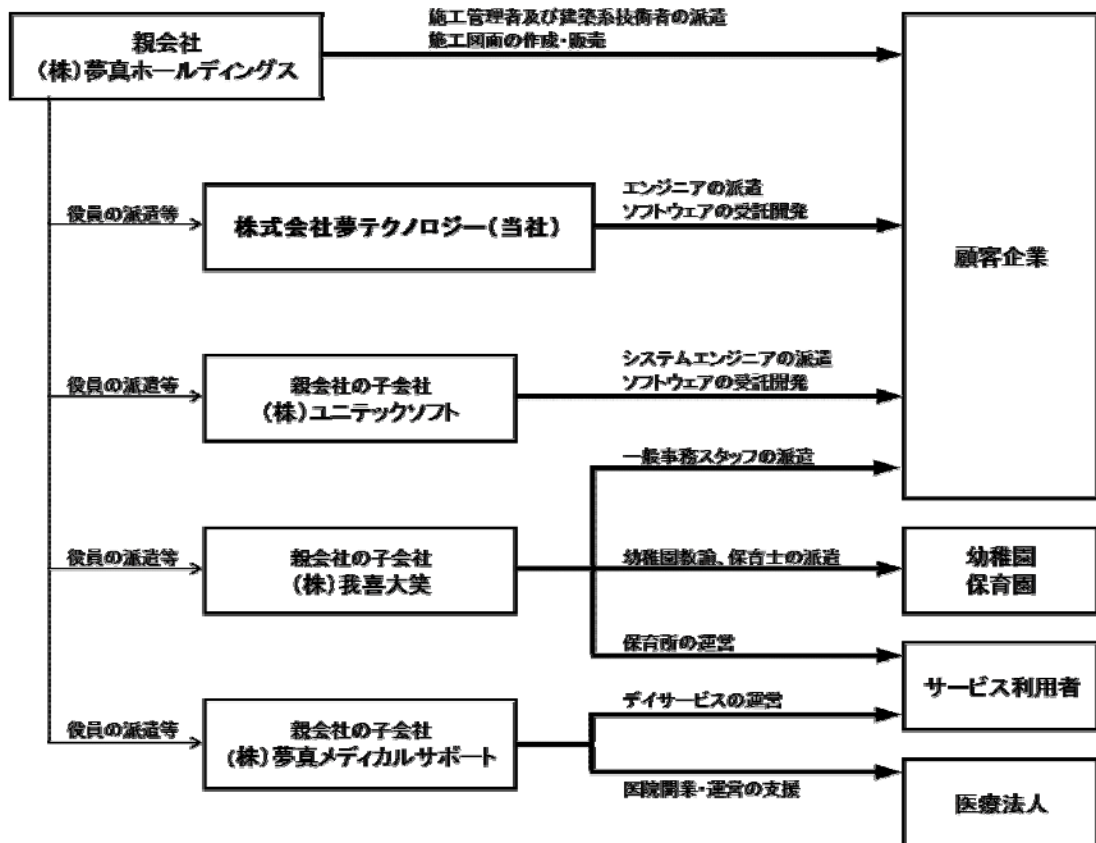 親会社
(株)夢真ホールディングス
施工管理者及び建築系技術者の派遣
施工図面の作成・販売
顧客企業
役員の派遣等
株式会社夢テクノロジー(当社)
エンジニアの派遣
ソフトウェアの受託開発
役員の派遣等
親会社の子会社
(株)ユニテックソフト
システムエンジニアの派遣
ソフトウェアの受託開発
一般事務スタッフの派遣
役員の派遣等
親会社の子会社
(株)我喜大笑
幼稚園教諭、保育士の派遣
幼稚園
保育園
保育所の運営
サービス利用者
役員の派遣等
親会社の子会社
(株)夢真メディカルサポート
デイサービスの運営
医院開業・運営の支援
医療法人